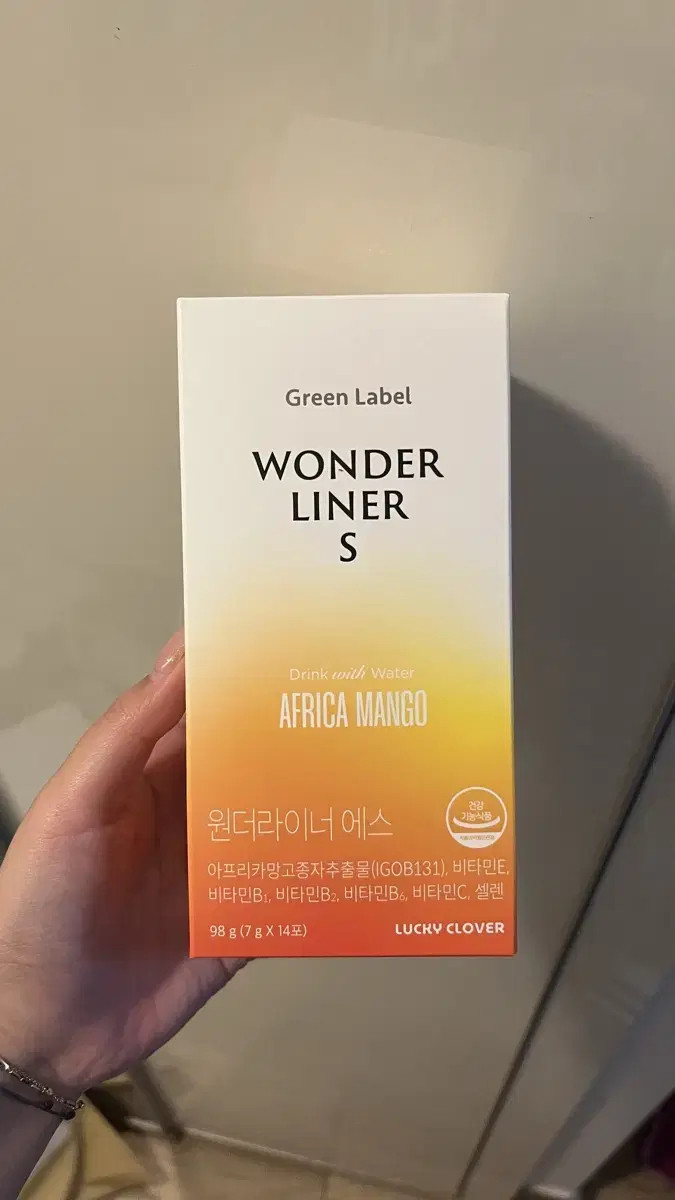 Green Label
WONDER
LINER
S
Drink with Water
AFRICA MANGO
원더라이너 에스
건강
기능식품
아프리카망고종자추출물(IGOB131), 비타민E,
비타민B₁, 비타민B₂, 비타민B₆, 비타민C, 셀렌
98 g (7 g X 14포)
LUCKY CLOVER